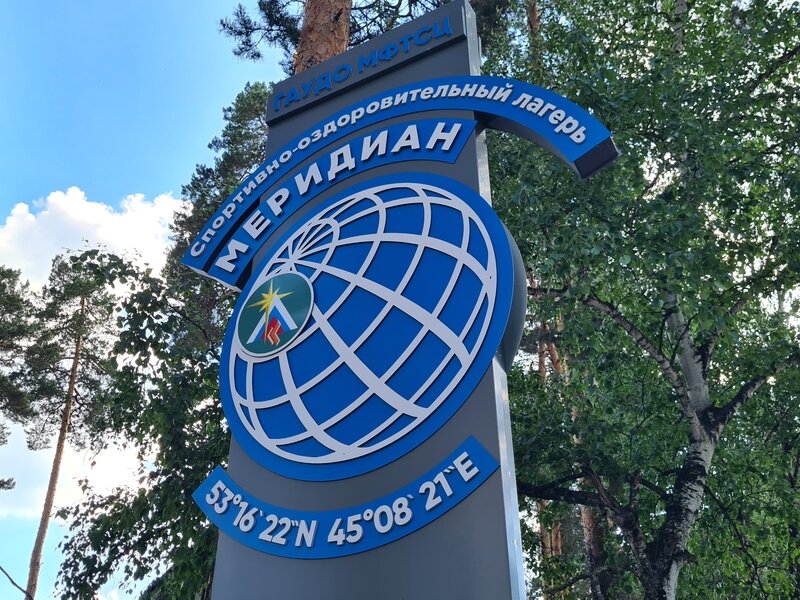 ГАУДО МФТСЦ
Спортивно-оздоровительный лагерь
МЕРИДИАН
53°16`22``N 45°08`21``E